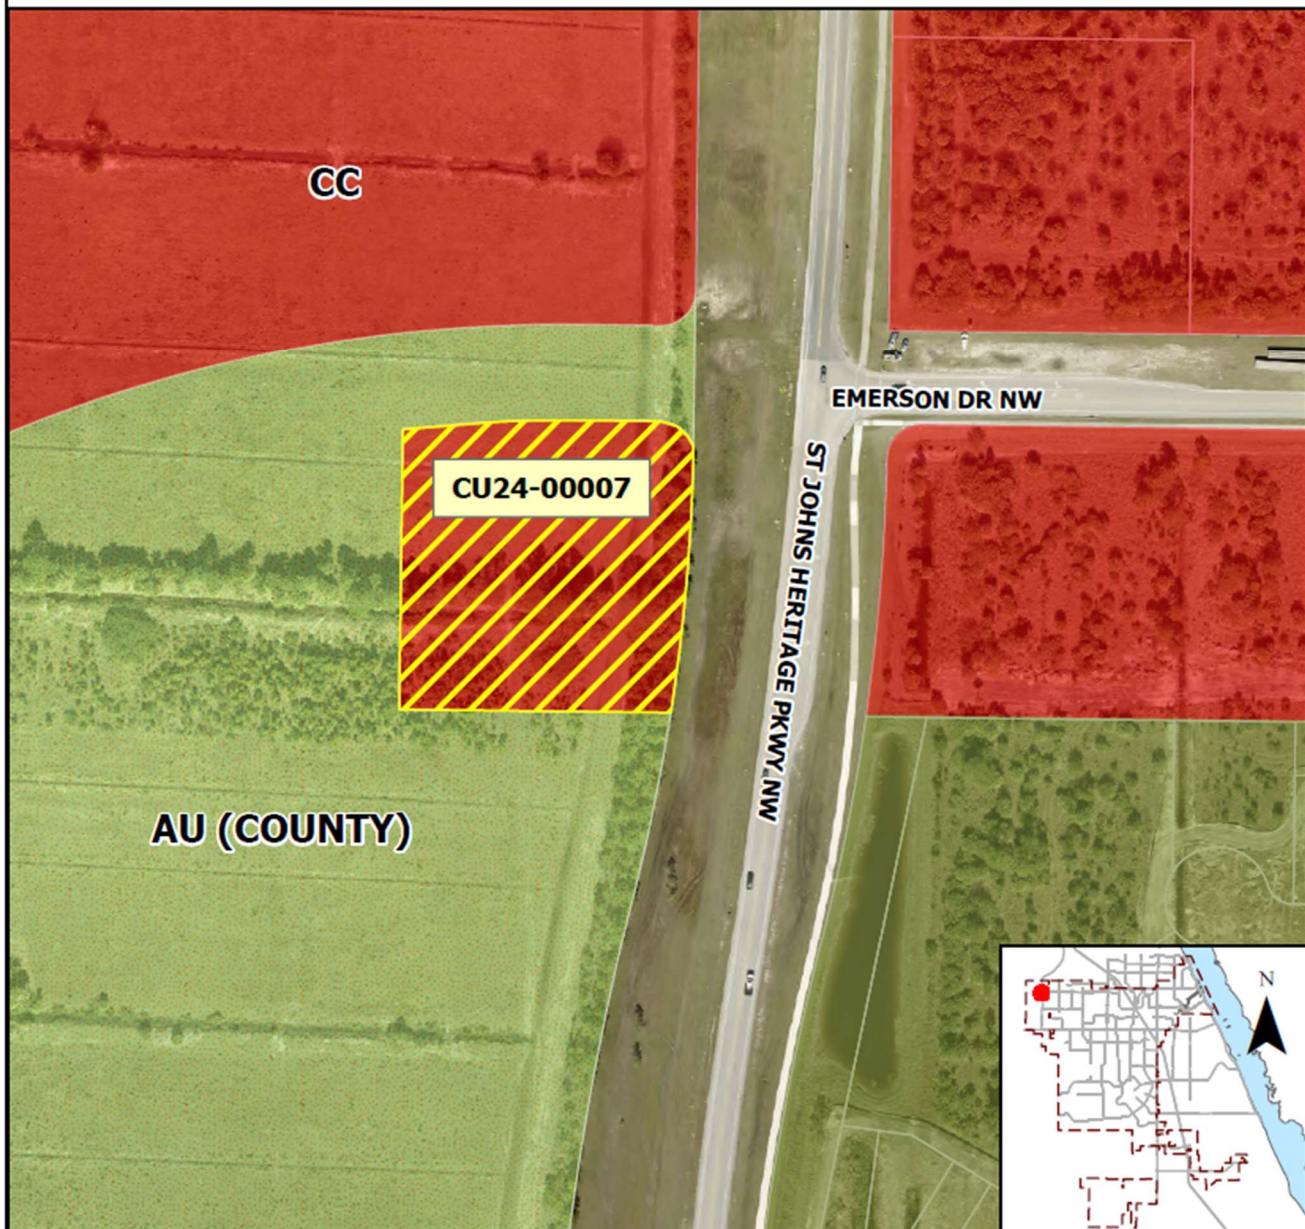 CC
EMERSON DR NW
CU24-00007
ST JOHNS HERITAGE PKWY NW
AU (COUNTY)
N